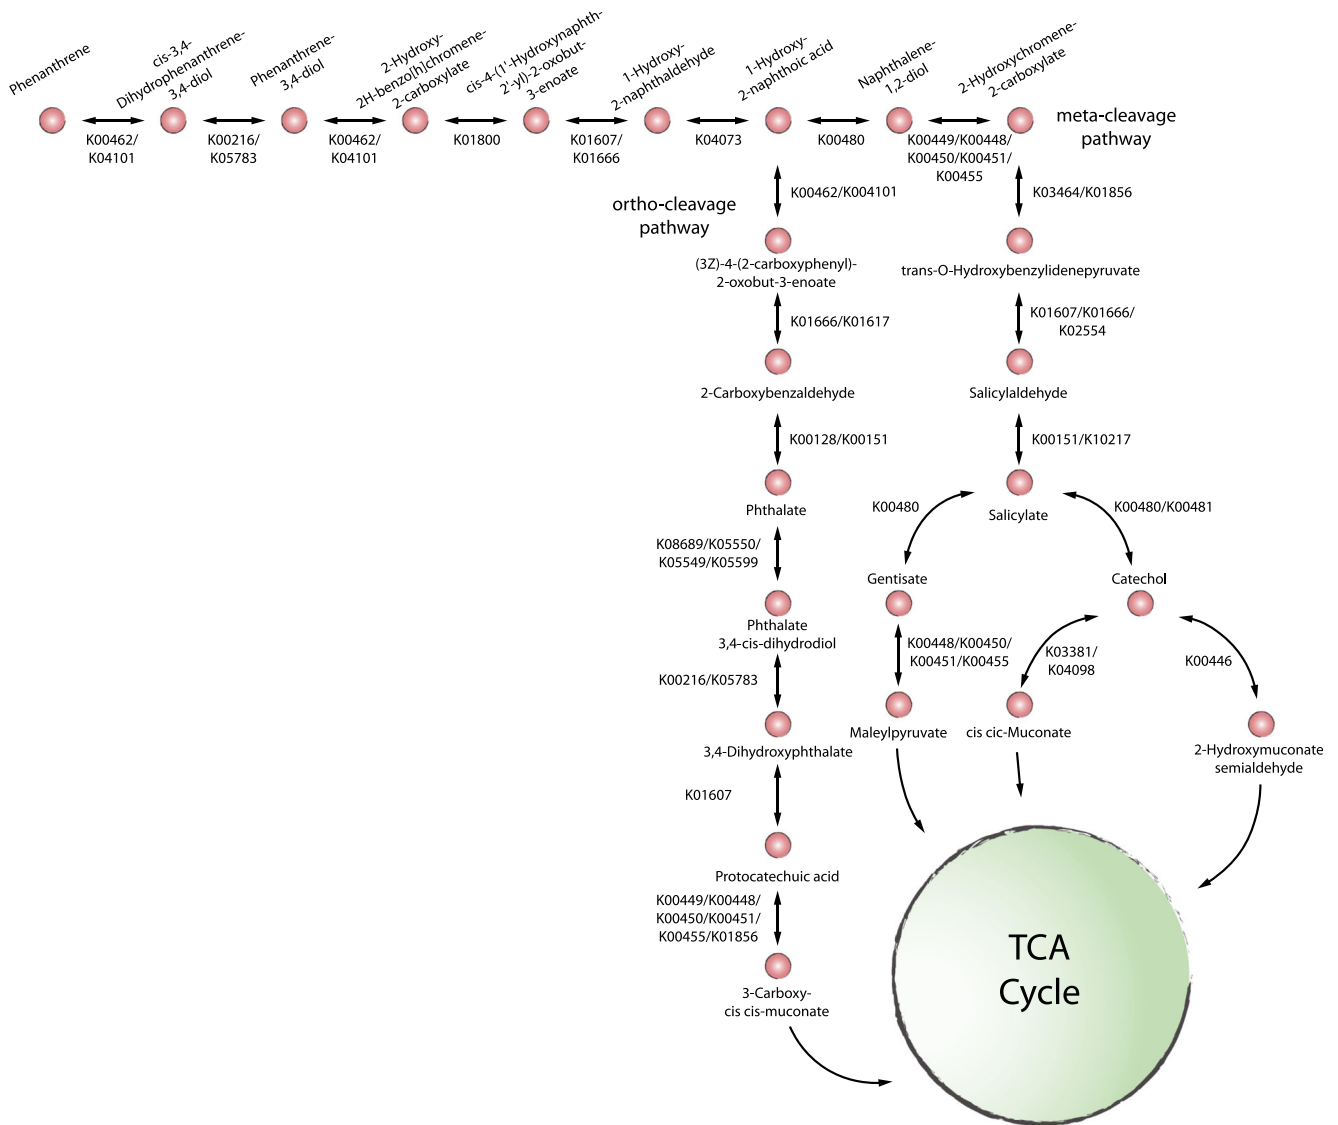 Phenanthrene
cis-3,4-
Dihydrophenanthrene-
3,4-diol
Phenanthrene-
3,4-diol
2-Hydroxy-
2H-benzo[h]chromene-
2-carboxylate
cis-4-(1'-Hydroxynaphth-
2'-yl)-2-oxobut-
3-enoate
1-Hydroxy-
2-naphthaldehyde
1-Hydroxy-
2-naphthoic acid
Naphthalene-
1,2-diol
2-Hydroxychromene-
2-carboxylate
K00462/
K04101
K00216/
K05783
K00462/
K04101
K01800
K01607/
K01666
K04073
K00480
K00449/K00448/
K00450/K00451/
K00455
meta-cleavage
pathway
ortho-cleavage
pathway
K00462/K004101
K03464/K01856
(3Z)-4-(2-carboxyphenyl)-
2-oxobut-3-enoate
trans-O-Hydroxybenzylidenepyruvate
K01666/K01617
K01607/K01666/
K02554
2-Carboxybenzaldehyde
Salicylaldehyde
K00128/K00151
K00151/K10217
Phthalate
Salicylate
K00480
K00480/K00481
K08689/K05550/
K05549/K05599
Gentisate
Catechol
Phthalate
3,4-cis-dihydrodiol
K00448/K00450/
K00451/K00455
K03381/
K04098
K00446
K00216/K05783
3,4-Dihydroxyphthalate
Maleylpyruvate
cis cic-Muconate
2-Hydroxymuconate
semialdehyde
K01607
Protocatechuic acid
K00449/K00448/
K00450/K00451/
K00455/K01856
3-Carboxy-
cis cis-muconate
TCA
Cycle